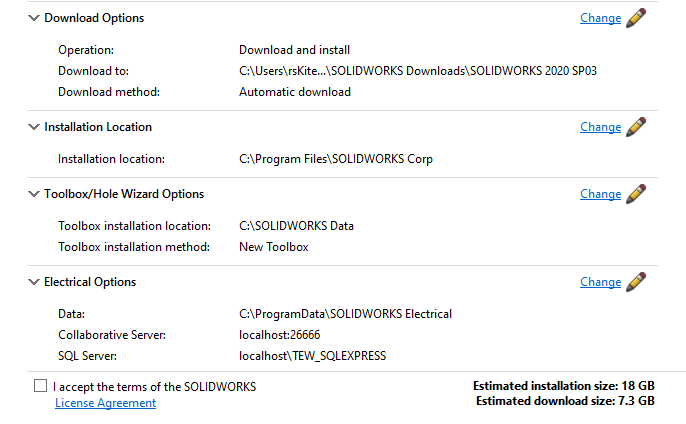 Download Options Change
Operation: Download and install
Download to: C:\Users\rsKite...\SOLIDWORKS Downloads\SOLIDWORKS 2020 SP03
Download method: Automatic download
Installation Location Change
Installation location: C:\Program Files\SOLIDWORKS Corp
Toolbox/Hole Wizard Options Change
Toolbox installation location: C:\SOLIDWORKS Data
Toolbox installation method: New Toolbox
Electrical Options Change
Data: C:\ProgramData\SOLIDWORKS Electrical
Collaborative Server: localhost:26666
SQL Server: localhost\TEW_SQLEXPRESS
I accept the terms of the SOLIDWORKS Estimated installation size: 18 GB
License Agreement Estimated download size: 7.3 GB